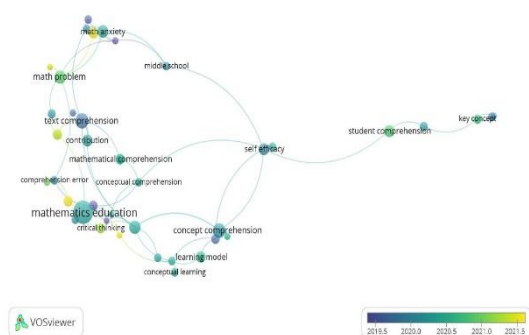 math anxiety
middle school
math problem
key concept
text comprehension
student comprehension
contribution
self efficacy
mathematical comprehension
comprehension error
conceptual comprehension
mathematics education
critical thinking
concept comprehension
learning model
conceptual learning
VOSviewer
2019.5 2020.0 2020.5 2021.0 2021.5